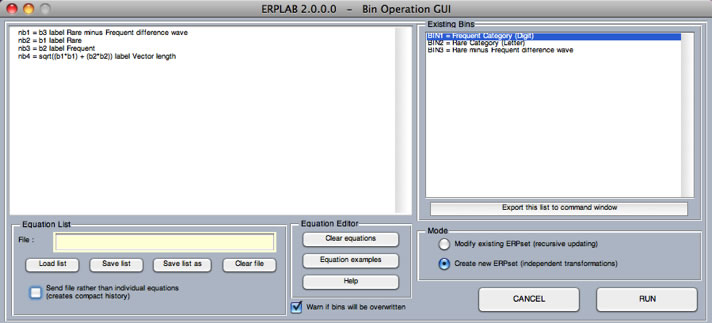 ERPLAB 2.0.0.0 - Bin Operation GUI
nb1 = b3 label Rare minus Frequent difference wave
nb2 = b1 label Rare
nb3 = b2 label Frequent
nb4 = sqrt((b1*b1) + (b2*b2)) label Vector length
Existing Bins
BIN1 = Frequent Category (Digit)
BIN2 = Rare Category (Letter)
BIN3 = Rare minus Frequent difference wave
Export this list to command window
Equation List
File :
Load list
Save list
Save list as
Clear file
Send file rather than individual equations
(creates compact history)
Equation Editor
Clear equations
Equation examples
Help
Warn if bins will be overwritten
Mode
Modify existing ERPset (recursive updating)
Create new ERPset (independent transformations)
CANCEL
RUN